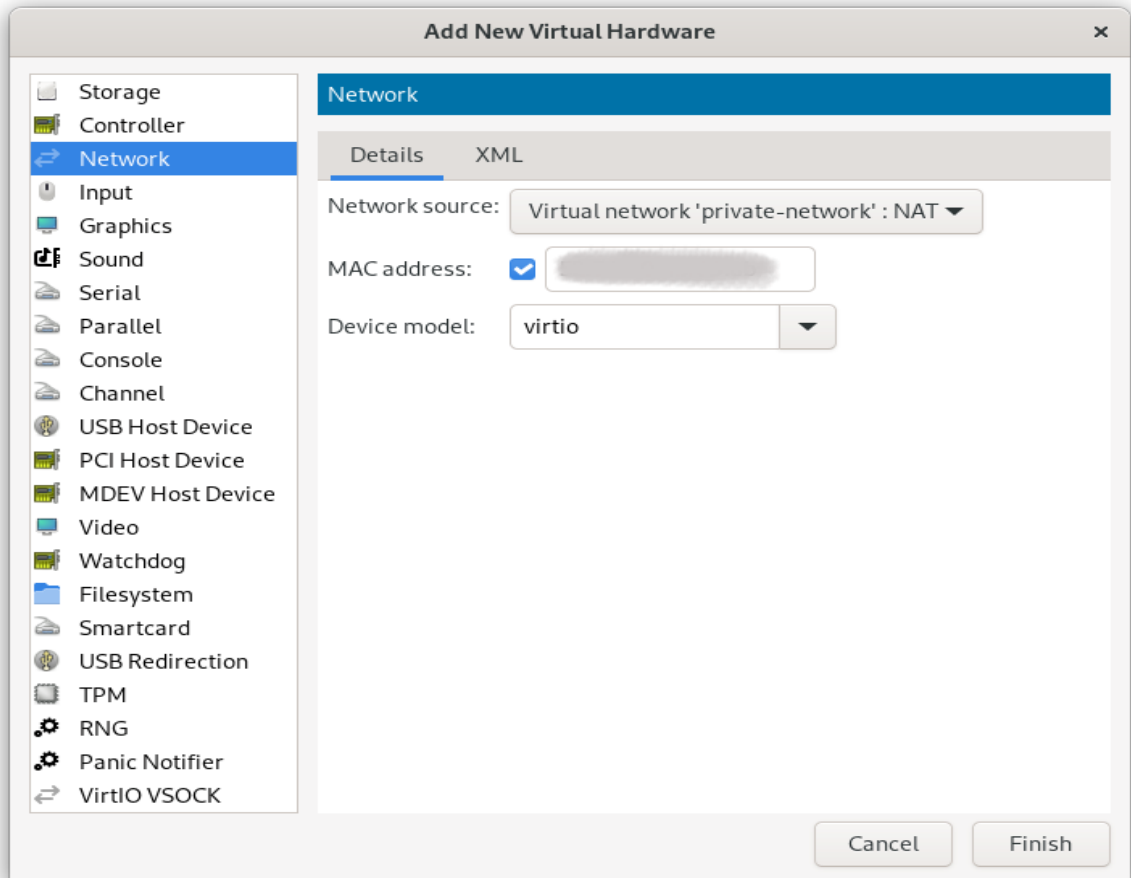 Add New Virtual Hardware
Storage
Controller
Network
Input
Graphics
Sound
Serial
Parallel
Console
Channel
USB Host Device
PCI Host Device
MDEV Host Device
Video
Watchdog
Filesystem
Smartcard
USB Redirection
TPM
RNG
Panic Notifier
VirtIO VSOCK
Network
Details XML
Network source: Virtual network 'private-network' : NAT
MAC address:
Device model: virtio
Cancel Finish